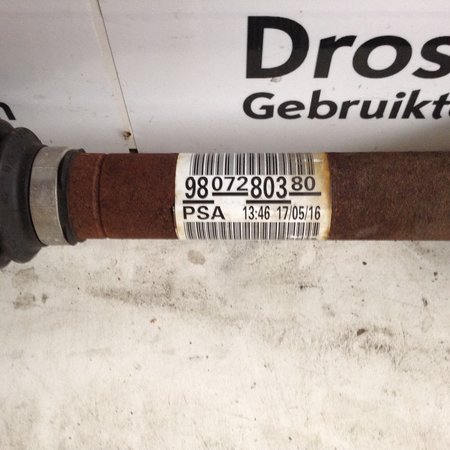 Dros
Gebruikt
n
98 072 803 80
PSA 13:46 17/05/16